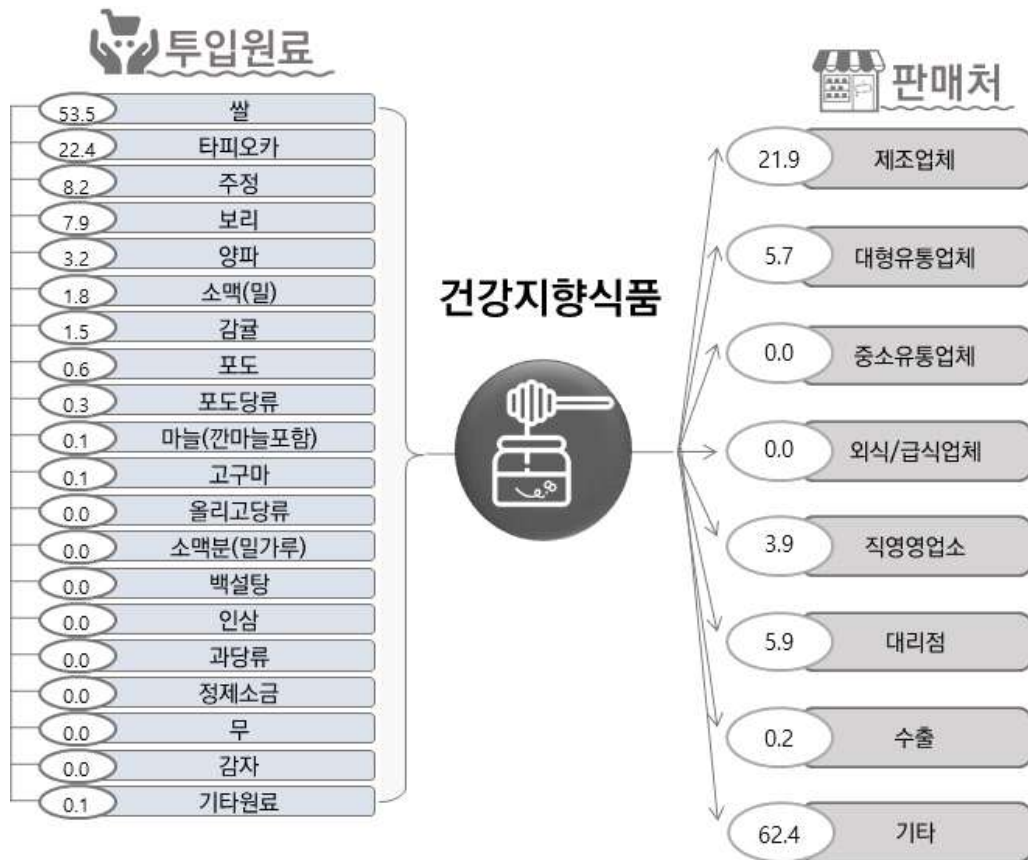 투입원료
53.5 쌀
22.4 타피오카
8.2 주정
7.9 보리
3.2 양파
1.8 소맥(밀)
1.5 감귤
0.6 포도
0.3 포도당류
0.1 마늘(깐마늘포함)
0.1 고구마
0.0 올리고당류
0.0 소맥분(밀가루)
0.0 백설탕
0.0 인삼
0.0 과당류
0.0 정제소금
0.0 무
0.0 감자
0.1 기타원료
건강지향식품
판매처
21.9 제조업체
5.7 대형유통업체
0.0 중소유통업체
0.0 외식/급식업체
3.9 직영영업소
5.9 대리점
0.2 수출
62.4 기타